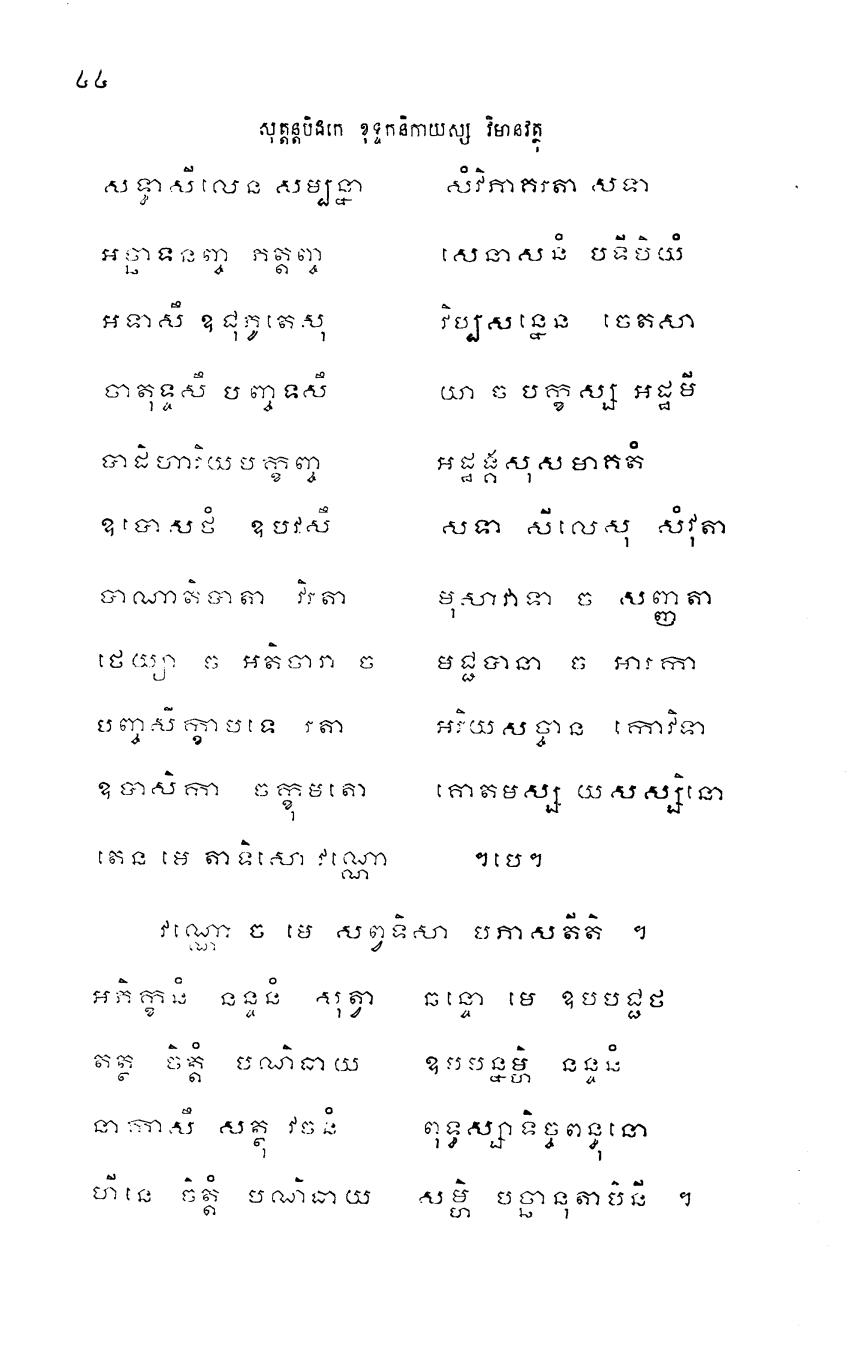 ៤៤
សុត្តន្តបិដកេ ខុទ្ទកនិកាយស្ស វិមានវត្ថុ
សទ្ធា សីលេន សម្បន្នា សំវិភាគរតា សទា
អច្ឆាទនញ្ច ភត្តញ្ច សេនាសនំ បទីបិយំ
អទាសឹ ឧជុភូតេសុ វិប្បសន្នេន ចេតសា
ចាតុទ្ទសឹ បញ្ចទសឹ យា ច បក្ខស្ស អដ្ឋមី
បាដិហារិយបក្ខញ្ច អដ្ឋង្គសុសមាគតំ
ឧបោសថំ ឧបវសឹ សទា សីលេសុ សំវុតា
បាណាតិបាតា វិរតា មុសាវាទា ច សញ្ញតា
ថេយ្យា ច អតិចារា ច មជ្ជបានា ច អារកា
បញ្ចសិក្ខាបទេ រតា អរិយសច្ចាន កោវិទា
ឧបាសិកា ចក្ខុមតោ គោតមស្ស យសស្សិនោ
តេន មេ តាទិសោ វណ្ណោ ។បេ។
វណ្ណោ ច មេ សព្វទិសា បភាសតីតិ ។
អភិក្ខនំ នន្ទនំ សុត្វា ឆន្ទោ មេ ឧបបជ្ជថ
តត្ថ ចិត្តំ បណិធាយ ឧបបន្នម្ហិ នន្ទនំ
នាកាសឹ សត្ថុ វចនំ ពុទ្ធស្សាទិច្ចពន្ធុនោ
ហីនេ ចិត្តំ បណិធាយ សម្ហិ បច្ឆានុតាបិនី ។